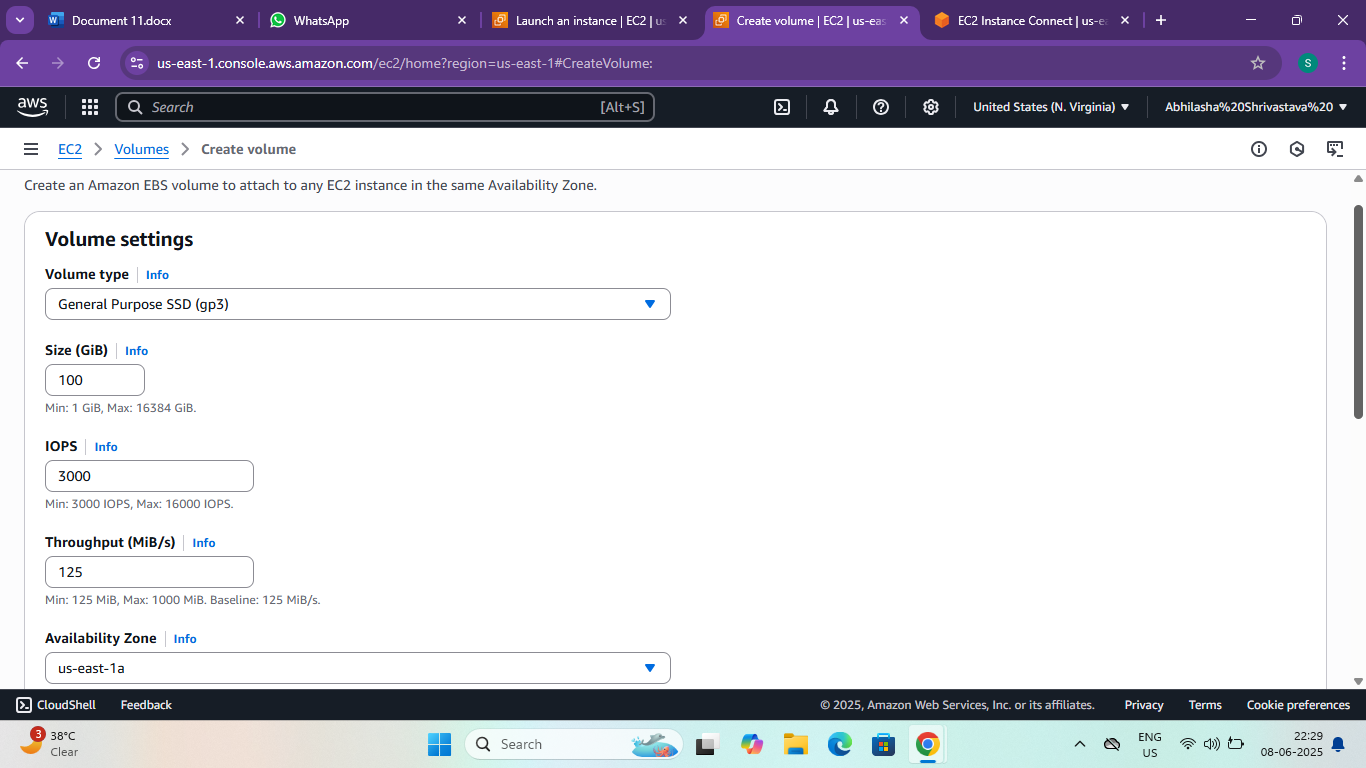 Document 11.docx
WhatsApp
Launch an instance | EC2 | us
Create volume | EC2 | us-eas
EC2 Instance Connect | us-ea
us-east-1.console.aws.amazon.com/ec2/home?region=us-east-1#CreateVolume:
S
aws
Search [Alt+S]
United States (N. Virginia)
Abhilasha%20Shrivastava%20
EC2 > Volumes > Create volume
Create an Amazon EBS volume to attach to any EC2 instance in the same Availability Zone.
Volume settings
Volume type Info
General Purpose SSD (gp3)
Size (GiB) Info
100
Min: 1 GiB, Max: 16384 GiB.
IOPS Info
3000
Min: 3000 IOPS, Max: 16000 IOPS.
Throughput (MiB/s) Info
125
Min: 125 MiB, Max: 1000 MiB. Baseline: 125 MiB/s.
Availability Zone Info
us-east-1a
CloudShell Feedback © 2025, Amazon Web Services, Inc. or its affiliates. Privacy Terms Cookie preferences
3
38°C
Clear
Search
ENG
US
22:29
08-06-2025